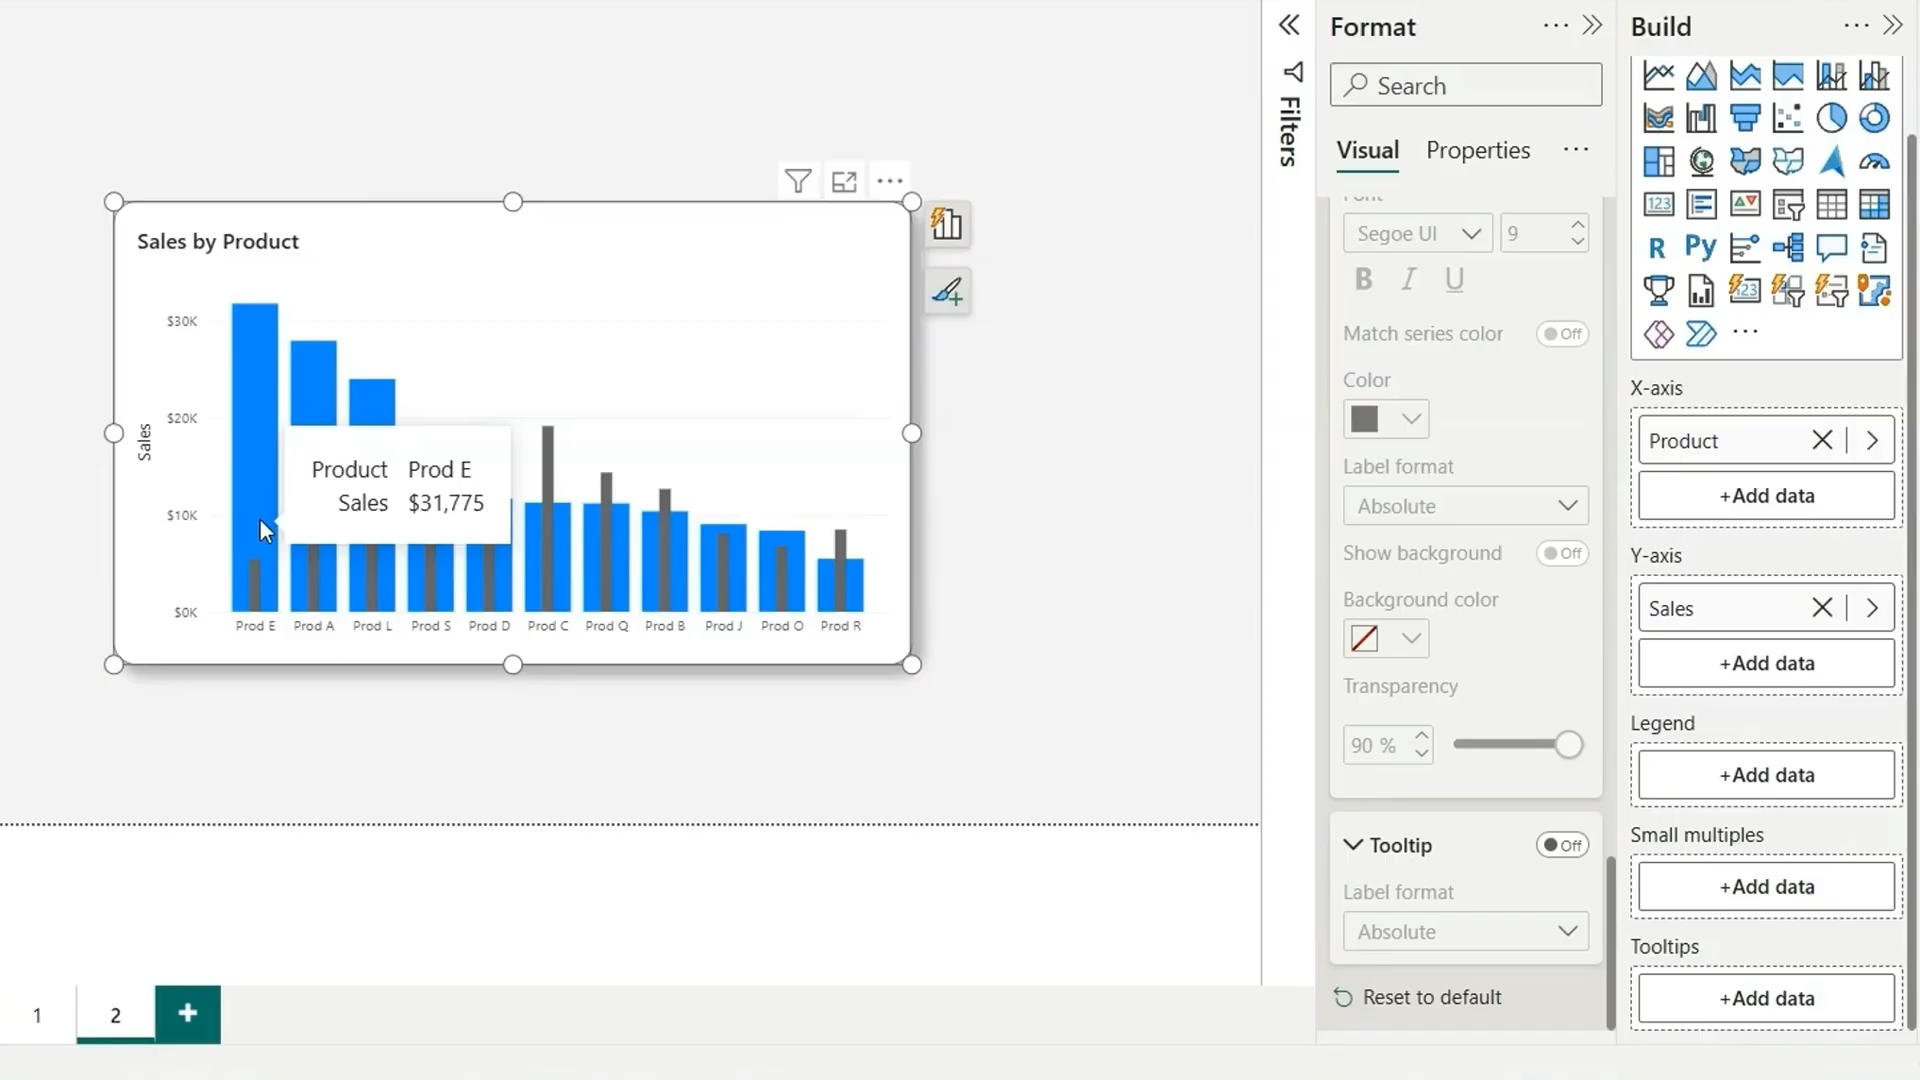 Format
Build
Search
Filters
Visual
Properties
Sales by Product
Font
Segoe UI
9
B
I
U
123
R
Py
123
Match series color
Off
Color
Label format
Absolute
Show background
Off
Background color
Transparency
90 %
Tooltip
Off
Label format
Absolute
Reset to default
X-axis
Product
+Add data
Y-axis
Sales
+Add data
Legend
+Add data
Small multiples
+Add data
Tooltips
+Add data
$30K
$20K
$10K
$0K
Sales
Product Prod E
Sales $31,775
Prod E Prod A Prod L Prod S Prod D Prod C Prod Q Prod B Prod J Prod O Prod R
1
2
+